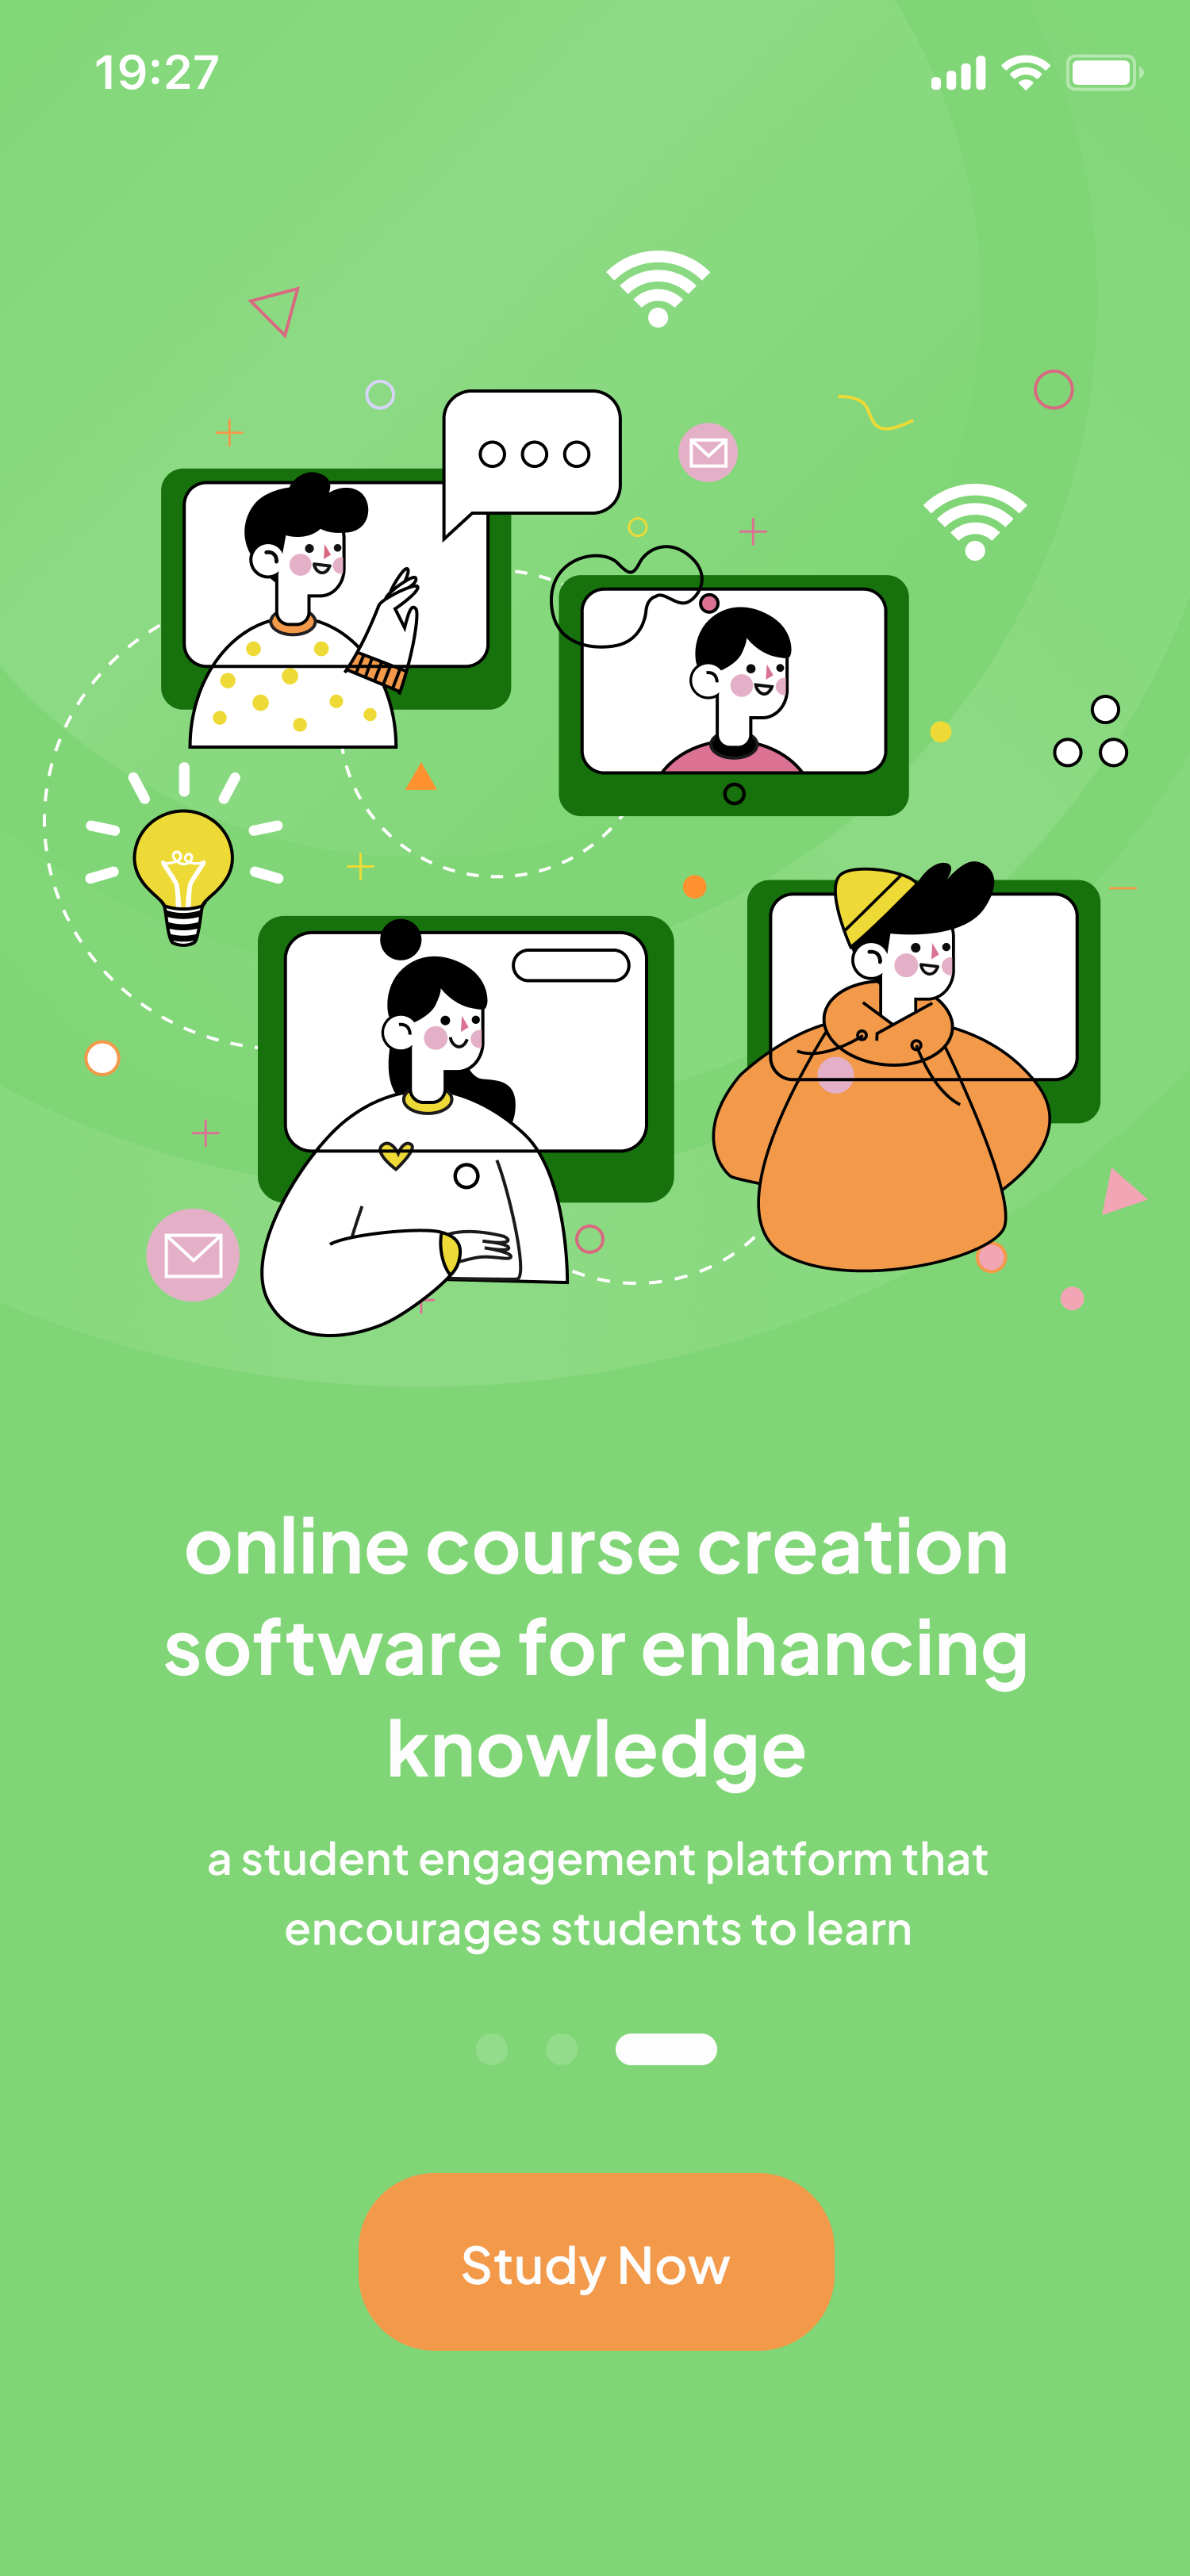 19:27
online course creation
software for enhancing
knowledge
a student engagement platform that
encourages students to learn
Study Now